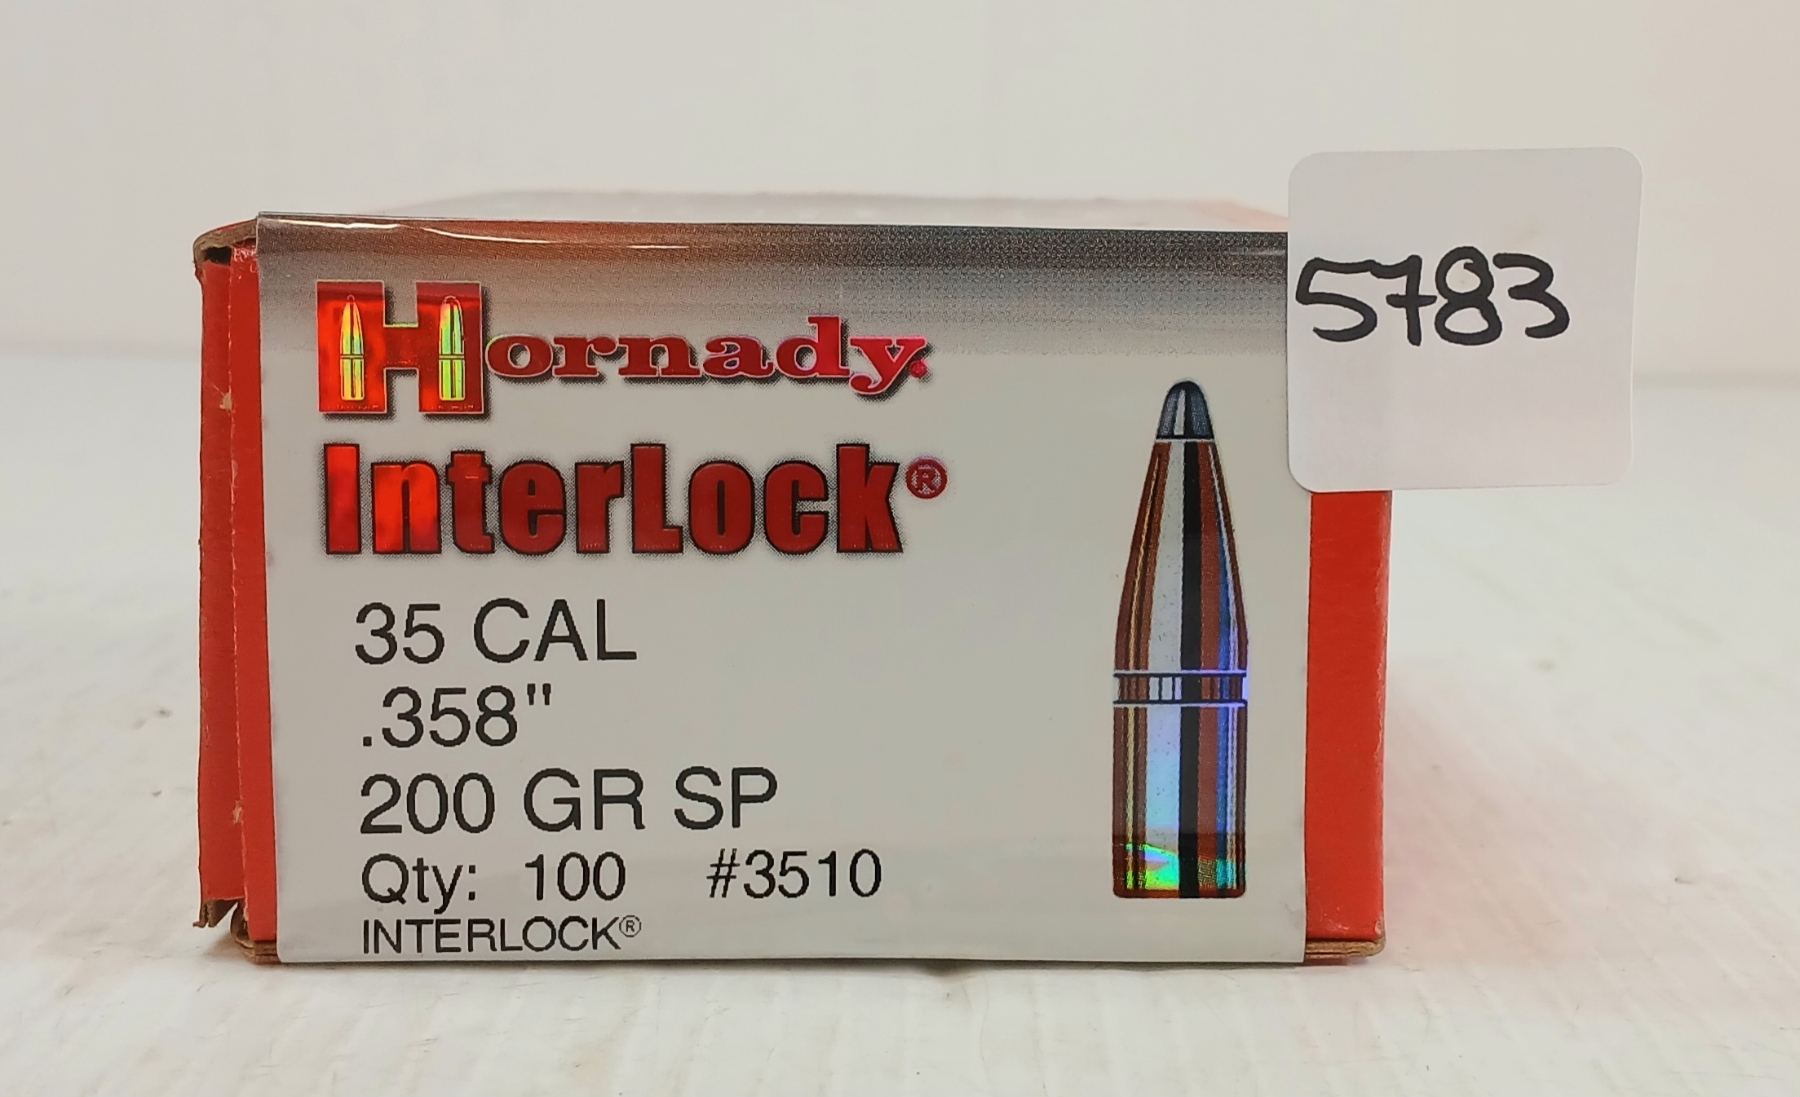 Hornady.
InterLock®
35 CAL
.358"
200 GR SP
Qty: 100 #3510
INTERLOCK®
5783